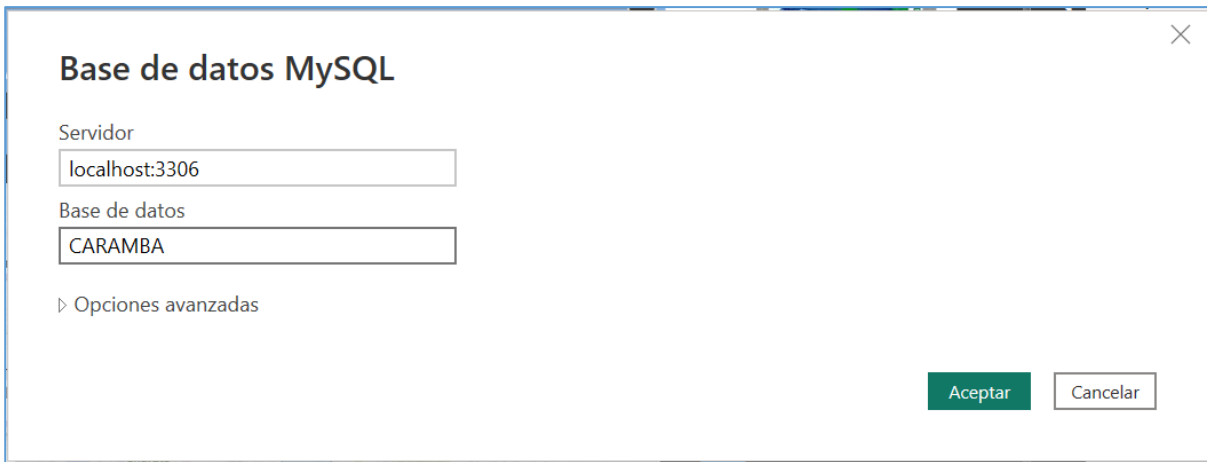 Base de datos MySQL
Servidor
localhost:3306
Base de datos
CARAMBA
Opciones avanzadas
Aceptar Cancelar